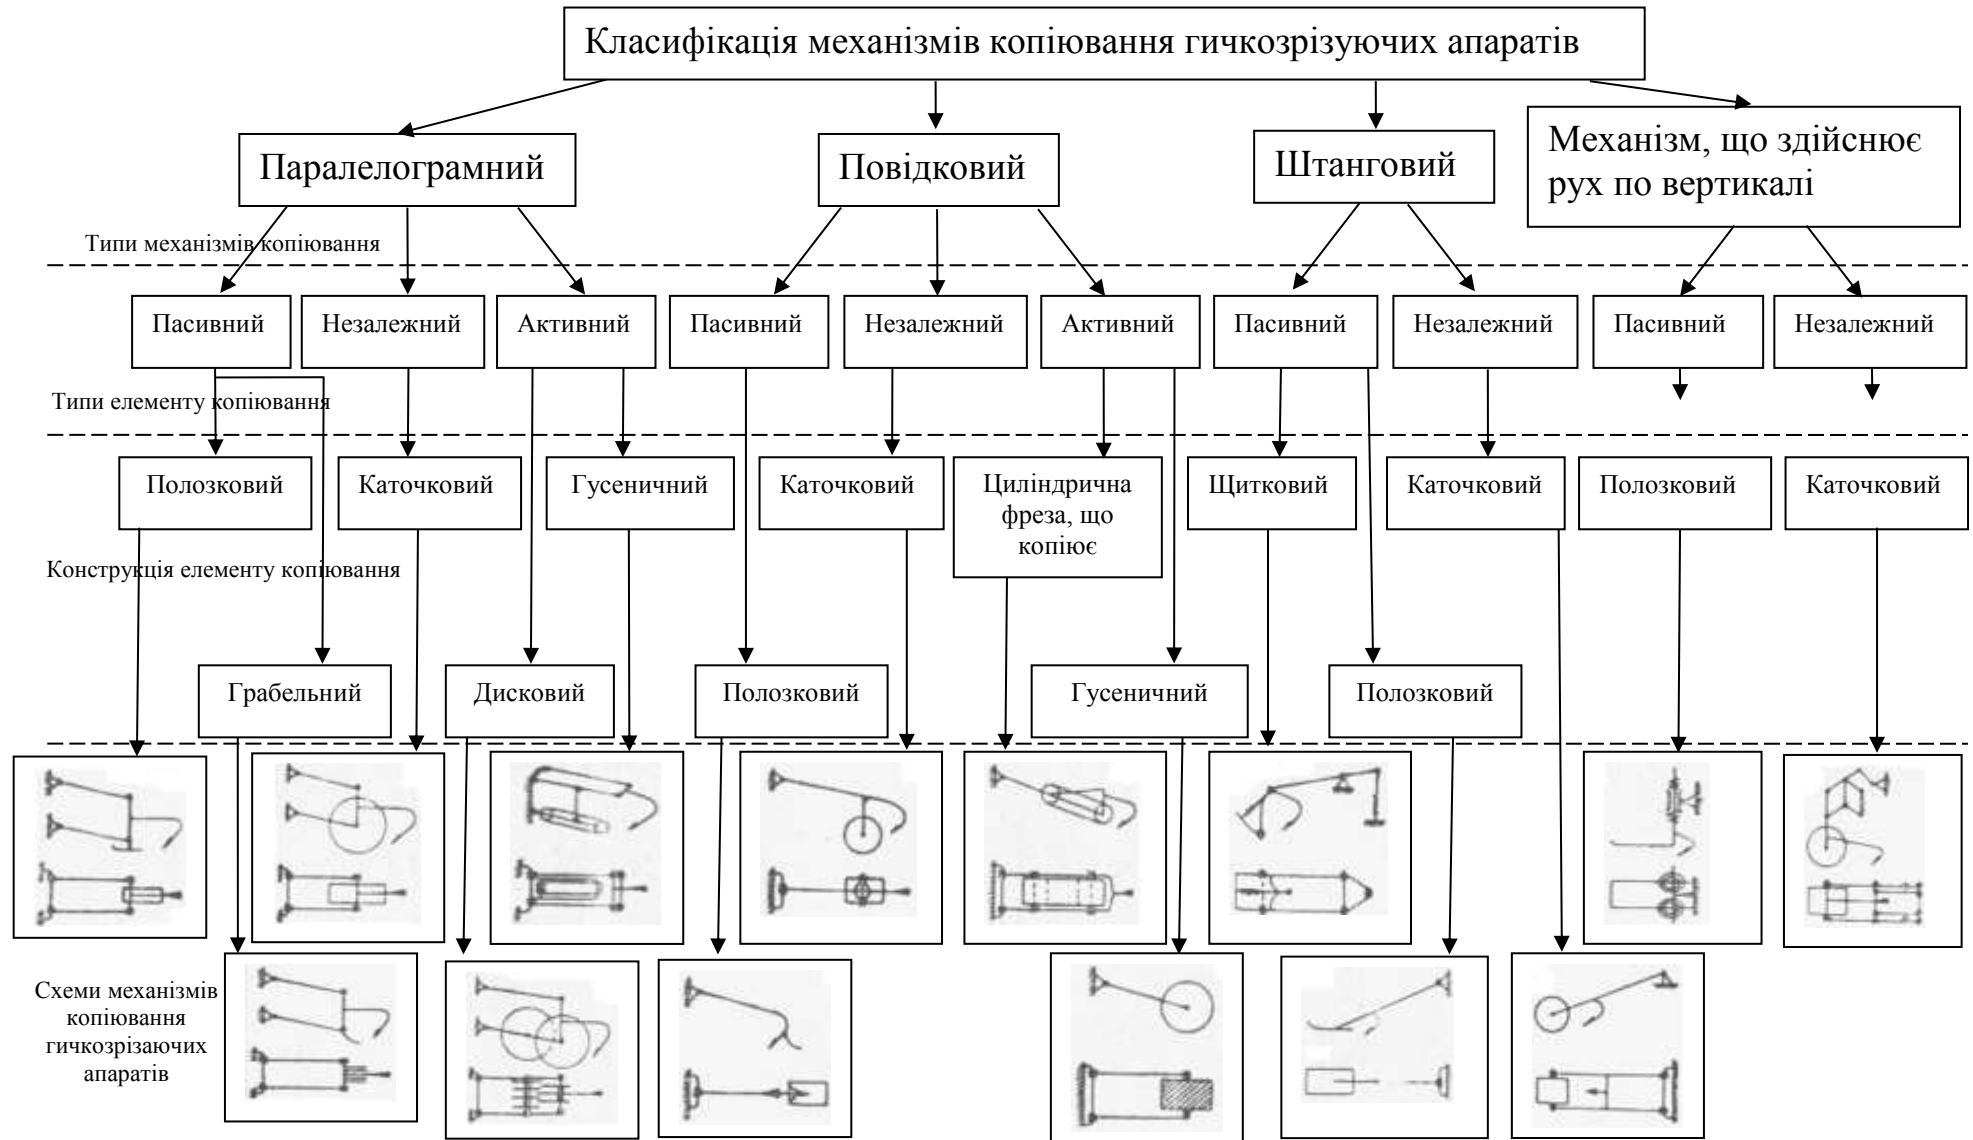 Класифікація механізмів копіювання гичкозрізуючих апаратів
Паралелограмний
Повідковий
Штанговий
Механізм, що здійснює
рух по вертикалі
Типи механізмів копіювання
Пасивний
Незалежний
Активний
Пасивний
Незалежний
Активний
Пасивний
Незалежний
Пасивний
Незалежний
Типи елементу копіювання
Полозковий
Каточковий
Гусеничний
Каточковий
Циліндрична
фреза, що
копіює
Щитковий
Каточковий
Полозковий
Каточковий
Конструкція елементу копіювання
Грабельний
Дисковий
Полозковий
Гусеничний
Полозковий
Схеми механізмів
копіювання
гичкозрізаючих
апаратів